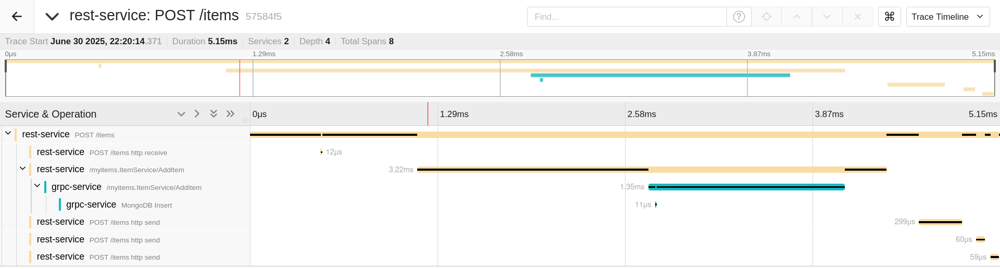 rest-service: POST /items 57584f5 Find... ? ⌘ Trace Timeline
Trace Start June 30 2025, 22:20:14.371 Duration 5.15ms Services 2 Depth 4 Total Spans 8
0μs 1.29ms 2.58ms 3.87ms 5.15ms
Service & Operation 0μs 1.29ms 2.58ms 3.87ms 5.15ms
rest-service POST /items
rest-service POST /items http receive 12μs
rest-service /myitems.ItemService/AddItem 3.22ms
grpc-service /myitems.ItemService/AddItem 1.35ms
grpc-service MongoDB Insert 11μs
rest-service POST /items http send 299μs
rest-service POST /items http send 60μs
rest-service POST /items http send 59μs